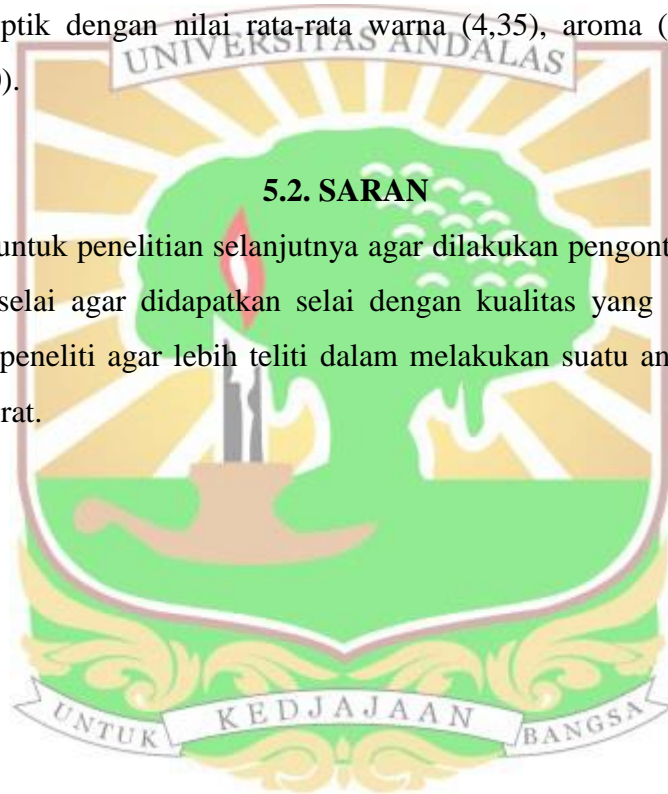 ptik dengan nilai rata-rata warna (4,35), aroma (
UNIVERSITAS ANDALAS
).
5.2. SARAN
untuk penelitian selanjutnya agar dilakukan pengont
selai agar didapatkan selai dengan kualitas yang
peneliti agar lebih teliti dalam melakukan suatu an
rat.
UNTUK KEDJAJAAN BANGSA